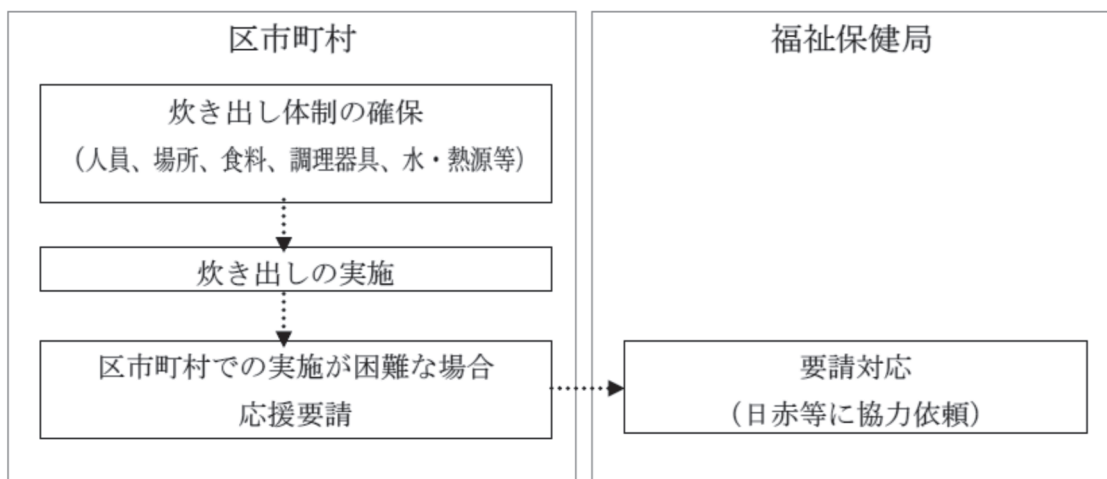 区市町村
炊き出し体制の確保
（人員、場所、食料、調理器具、水・熱源等）
炊き出しの実施
区市町村での実施が困難な場合
応援要請
福祉保健局
要請対応
（日赤等に協力依頼）